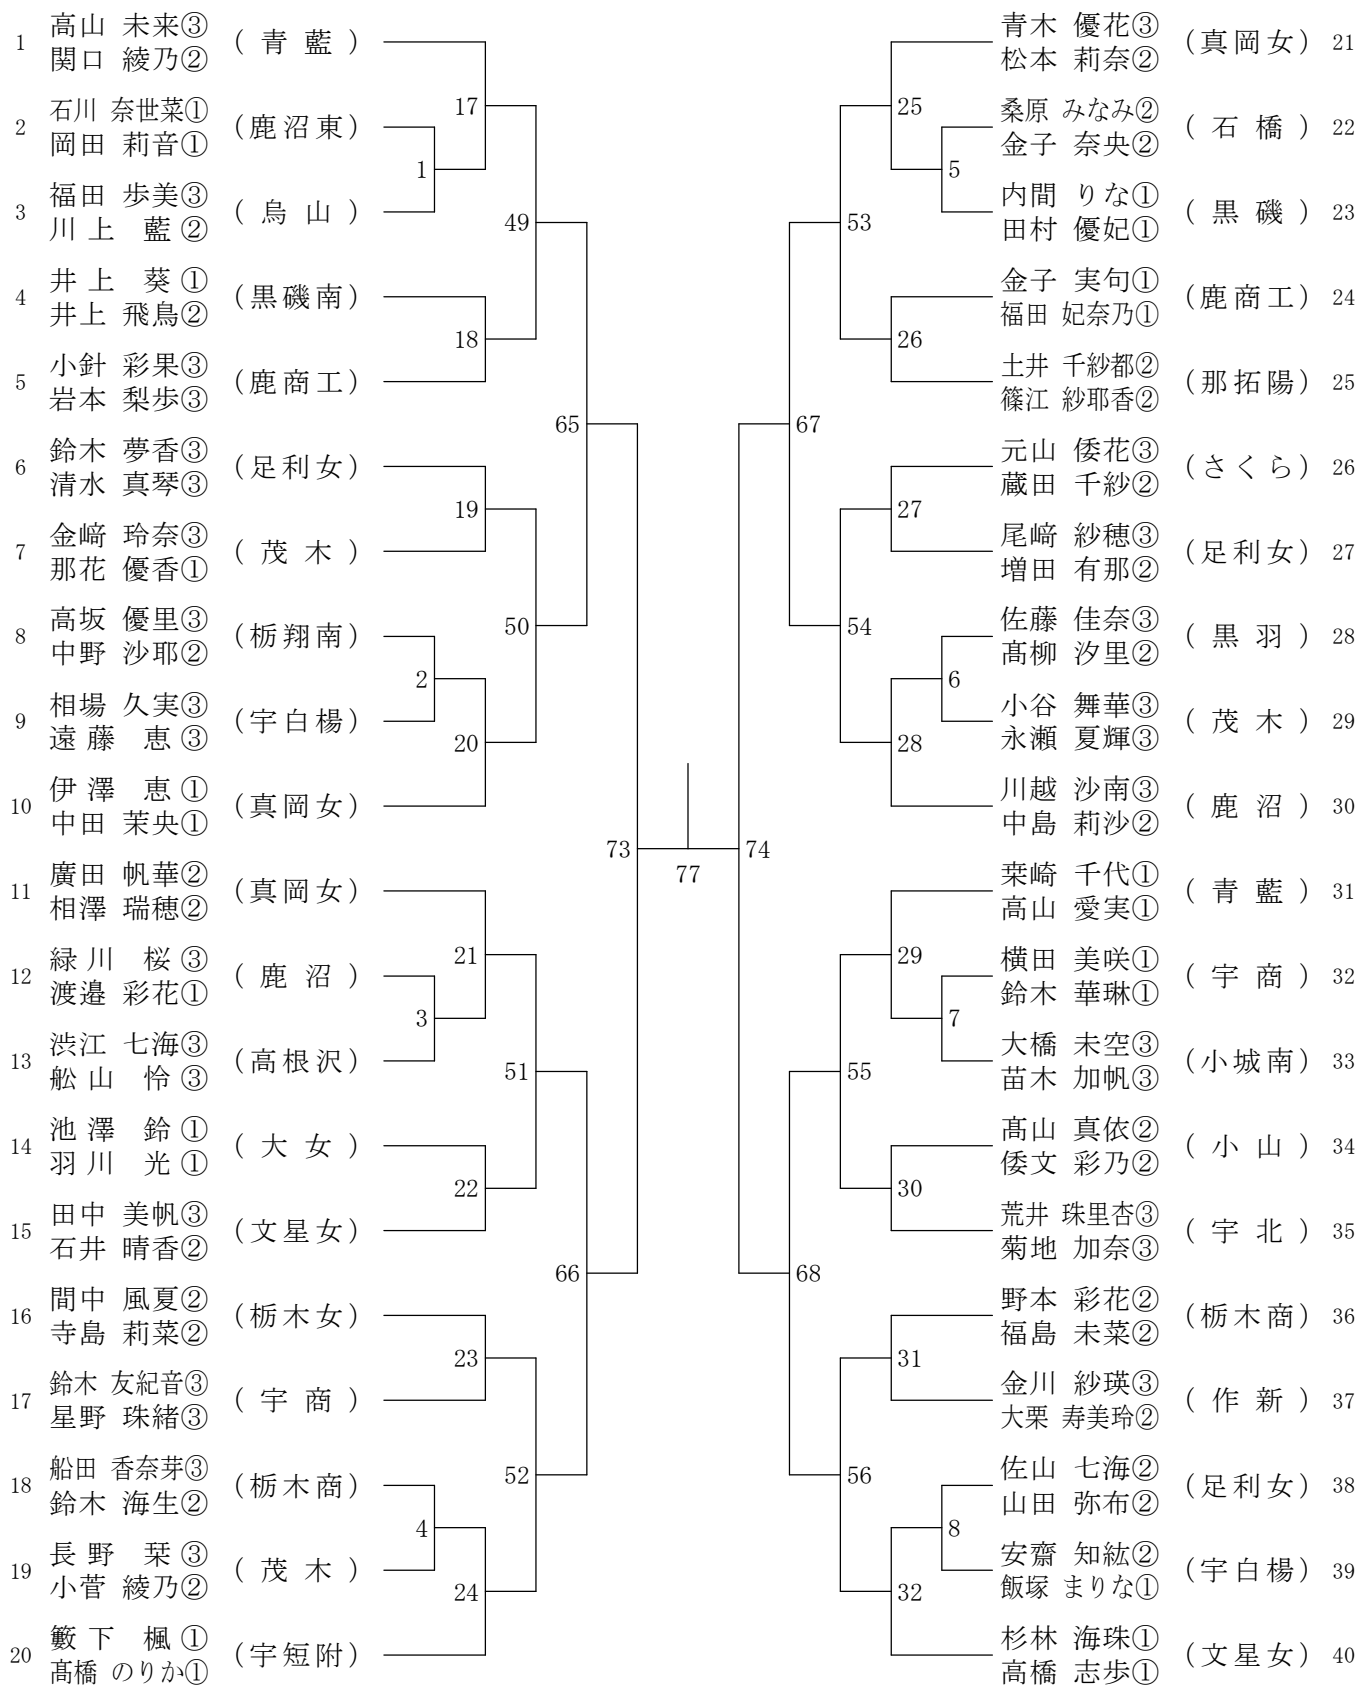 1 高山 未来③ (青藍)
関口 綾乃②
2 石川 奈世菜① (鹿沼東)
岡田 莉音①
3 福田 歩美③ (烏山)
川上 藍②
4 井上 葵① (黒磯南)
井上 飛鳥②
5 小針 彩果③ (鹿商工)
岩本 梨歩③
6 鈴木 夢香③ (足利女)
清水 真琴③
7 金﨑 玲奈③ (茂木)
那花 優香①
8 高坂 優里③ (栃翔南)
中野 沙耶②
9 相場 久実③ (宇白楊)
遠藤 恵③
10 伊澤 恵① (真岡女)
中田 茉央①
11 廣田 帆華② (真岡女)
相澤 瑞穂②
12 緑川 桜③ (鹿沼)
渡邉 彩花①
13 渋江 七海③ (高根沢)
舩山 怜③
14 池澤 鈴① (大女)
羽川 光①
15 田中 美帆③ (文星女)
石井 晴香②
16 間中 風夏② (栃木女)
寺島 莉菜②
17 鈴木 友紀音③ (宇商)
星野 珠緒③
18 船田 香奈芽③ (栃木商)
鈴木 海生②
19 長野 栞③ (茂木)
小菅 綾乃②
20 籔下 楓① (宇短附)
髙橋 のりか①
1
2
3
4
17
18
19
20
21
22
23
24
49
50
51
52
65
66
73
77
74
67
68
53
54
55
56
25
26
27
28
29
30
31
32
5
6
7
8
青木 優花③ (真岡女) 21
松本 莉奈②
桑原 みなみ② (石橋) 22
金子 奈央②
内間 りな① (黒磯) 23
田村 優妃①
金子 実句① (鹿商工) 24
福田 妃奈乃①
土井 千紗都② (那拓陽) 25
篠江 紗耶香②
元山 倭花③ (さくら) 26
蔵田 千紗②
尾﨑 紗穂③ (足利女) 27
増田 有那②
佐藤 佳奈③ (黒羽) 28
髙柳 汐里②
小谷 舞華③ (茂木) 29
永瀬 夏輝③
川越 沙南③ (鹿沼) 30
中島 莉沙②
桒崎 千代① (青藍) 31
高山 愛実①
横田 美咲① (宇商) 32
鈴木 華琳①
大橋 未空③ (小城南) 33
苗木 加帆③
髙山 真依② (小山) 34
倭文 彩乃②
荒井 珠里杏③ (宇北) 35
菊地 加奈③
野本 彩花② (栃木商) 36
福島 未菜②
金川 紗瑛③ (作新) 37
大栗 寿美玲②
佐山 七海② (足利女) 38
山田 弥布②
安齋 知紘② (宇白楊) 39
飯塚 まりな①
杉林 海珠① (文星女) 40
高橋 志歩①